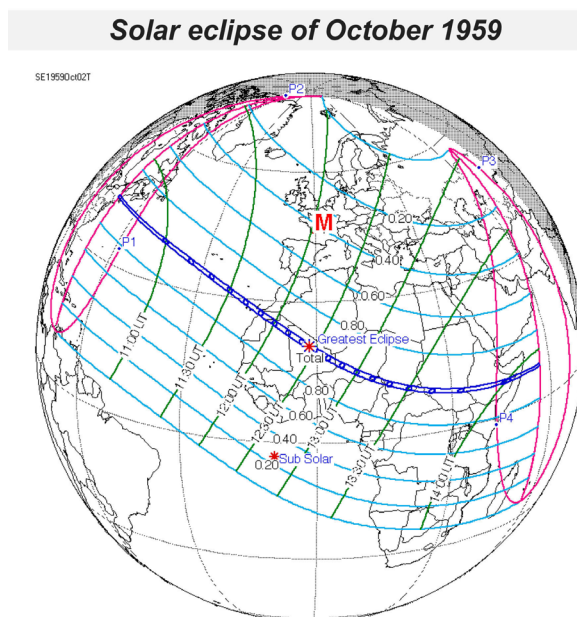 Solar eclipse of October 1959
SE1959Oct02T
P2
P3
M
0.20
P1
0.40
0.60
0.80
Greatest Eclipse
Total
11:00 UT
11:30 UT
12:00 UT
12:30 UT
13:00 UT
13:30 UT
14:00 UT
0.80
0.60
P4
0.40
Sub Solar
0.20